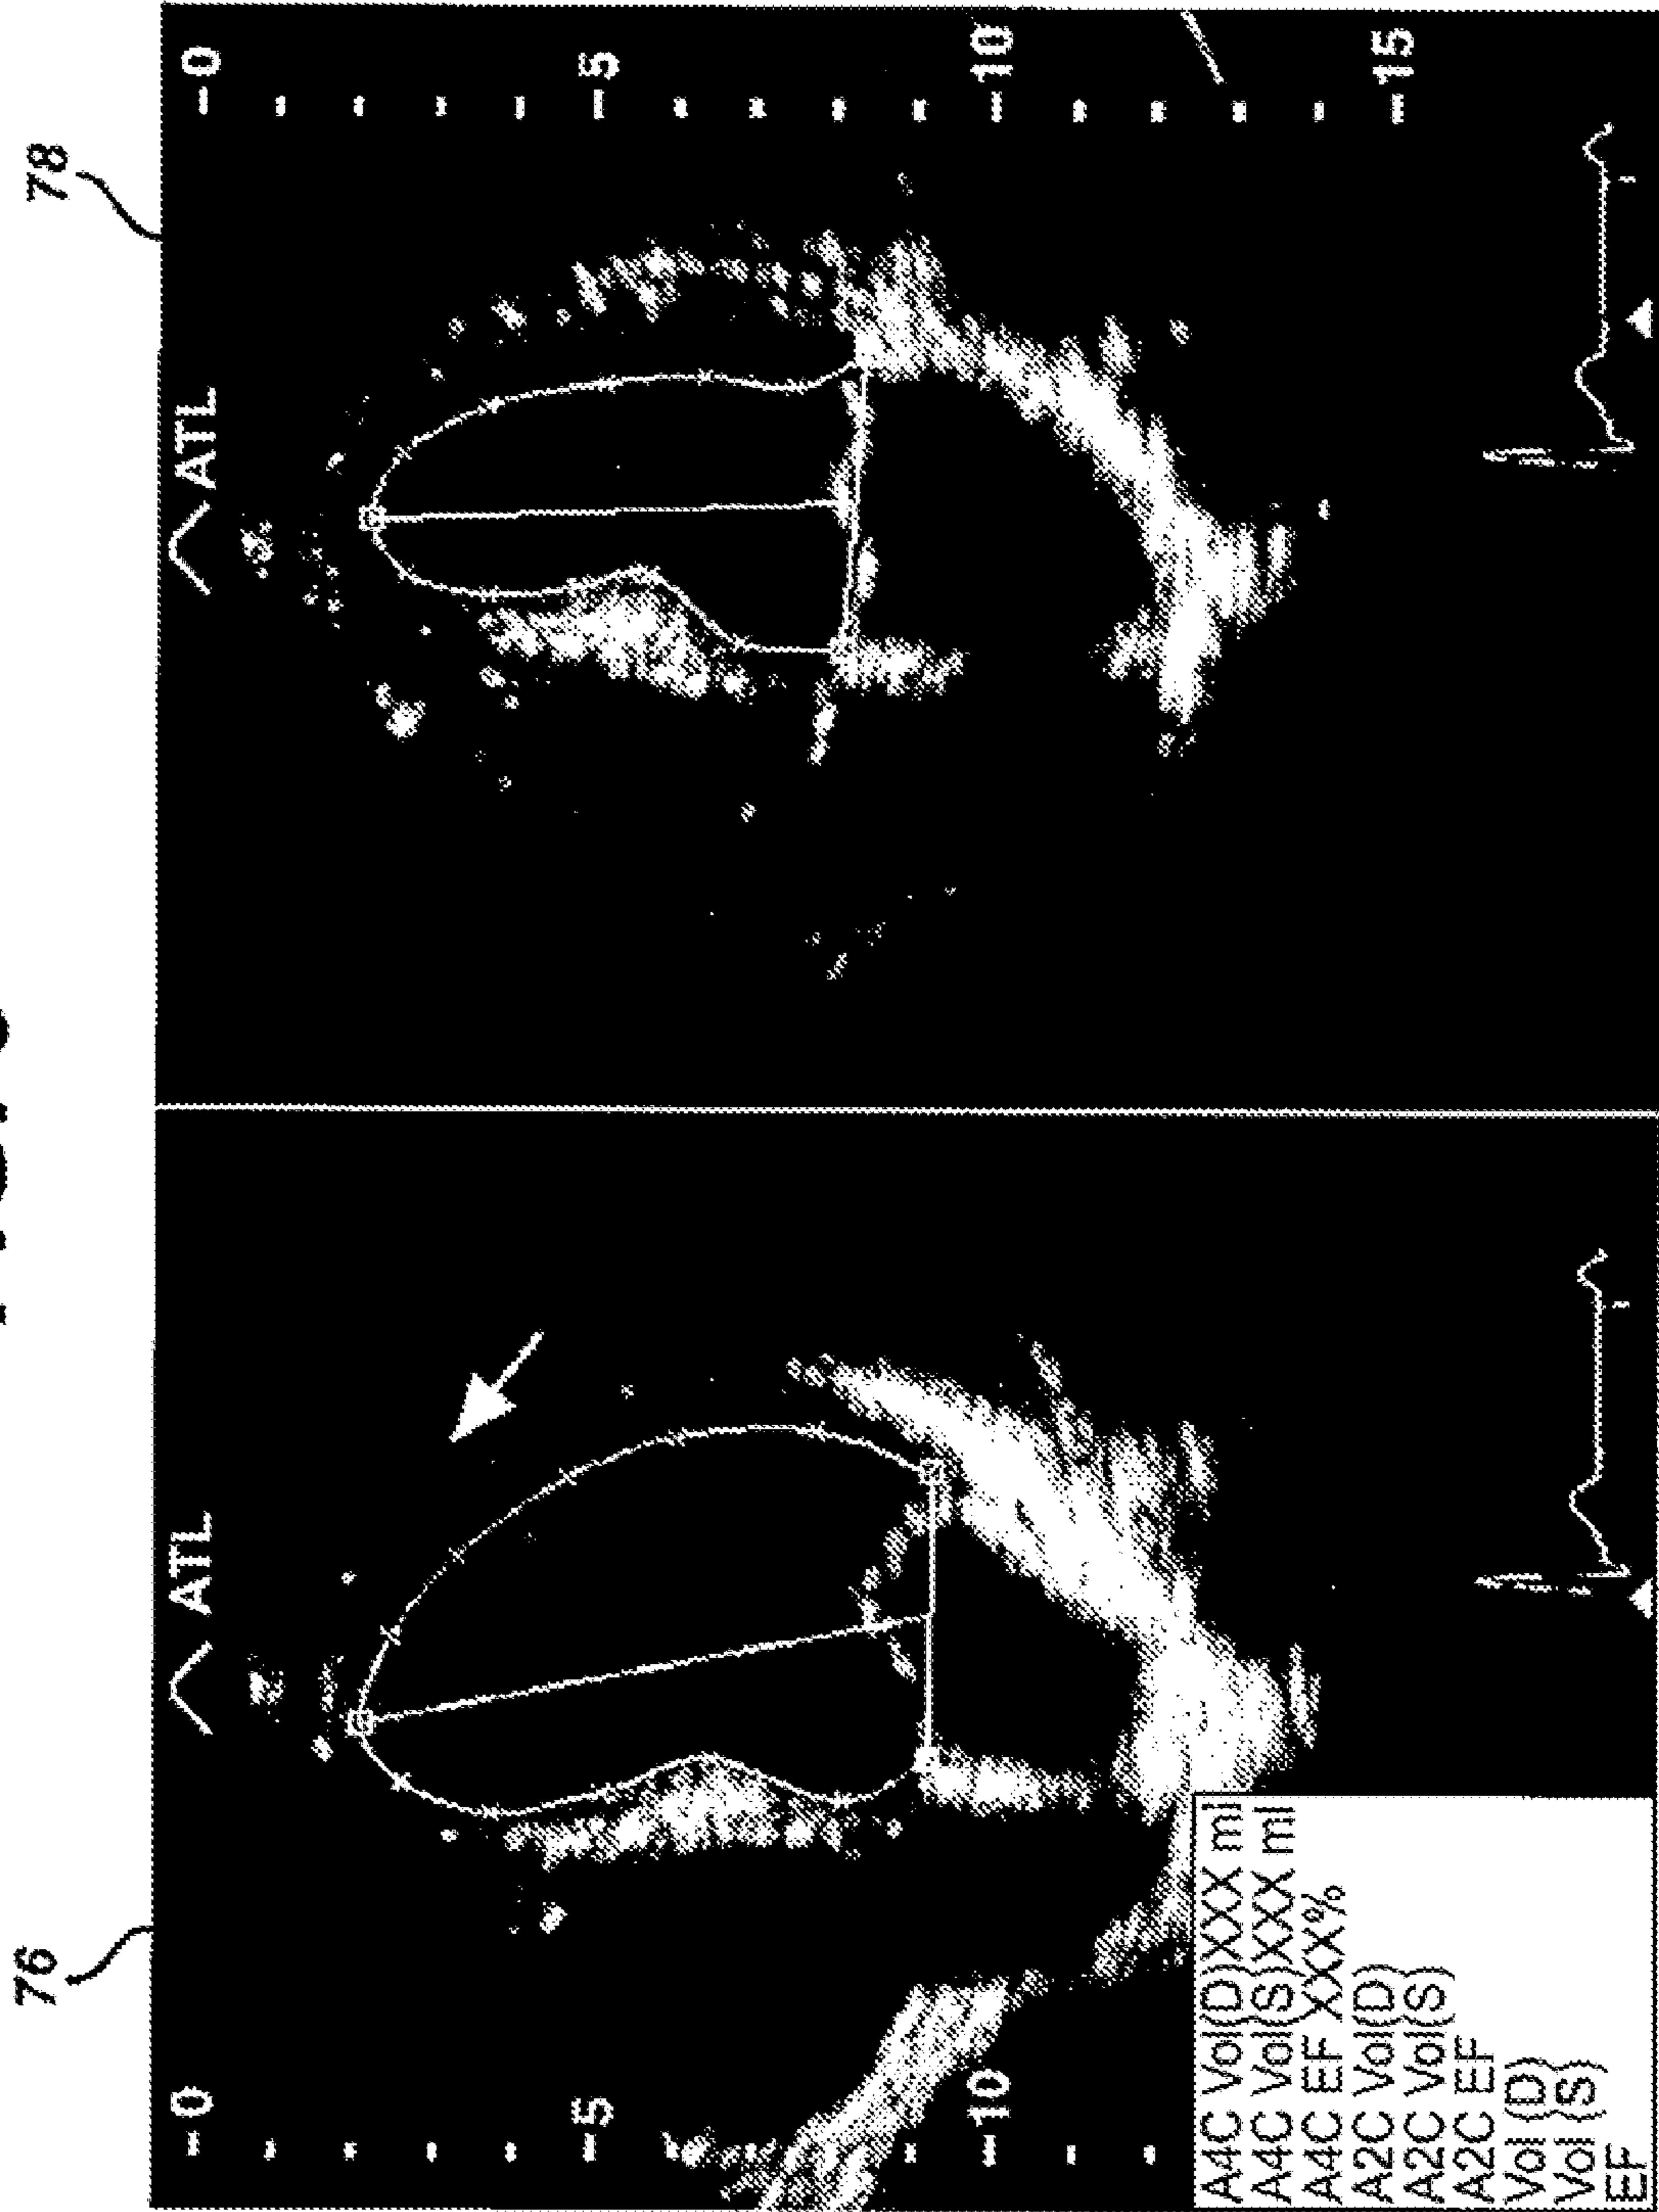 76
78
ATL
ATL
-0
-5
-10
-0
-5
-10
-15
A4C Vol(D)XXX ml
A4C Vol(S)XXX ml
A4C EF XXX%
A2C Vol(D)
A2C Vol(S)
A2C EF
Vol (D)
Vol (S)
EF